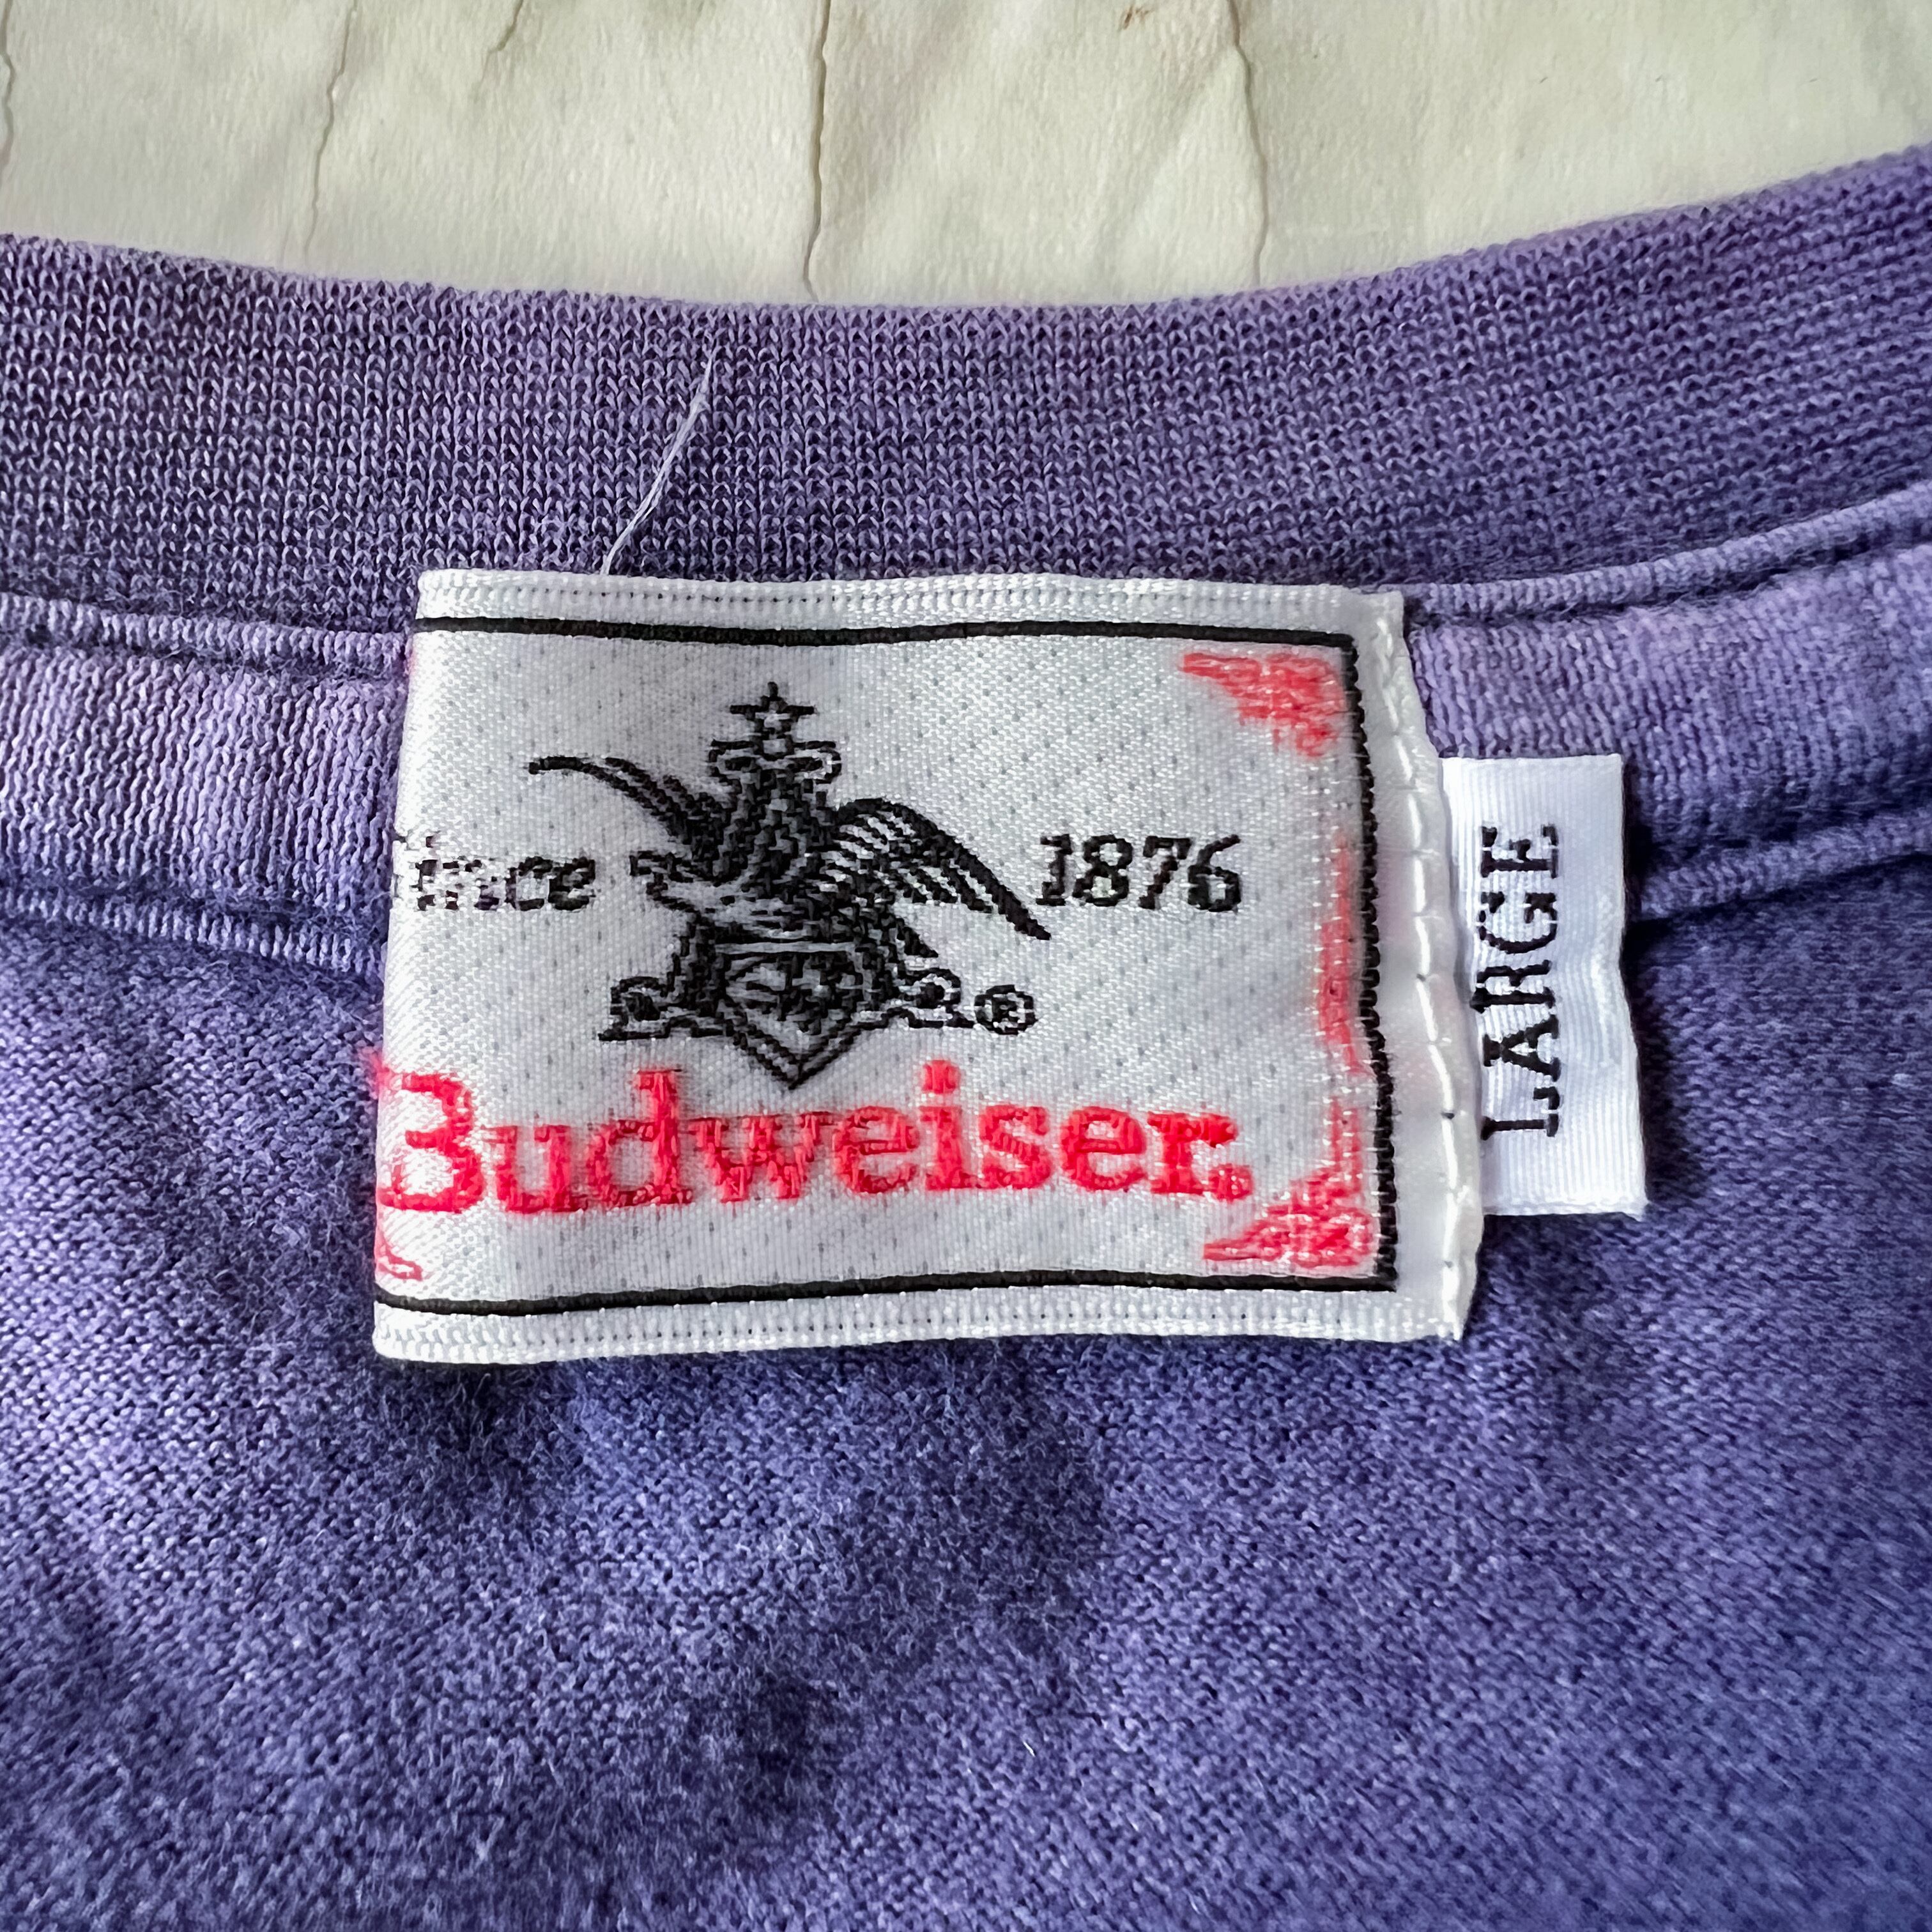 Since 1876
®
Budweiser.
LARGE